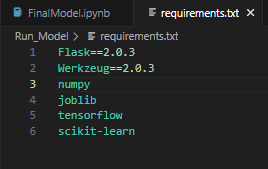 FinalModel.ipynb
requirements.txt
Run_Model > requirements.txt
1 Flask==2.0.3
2 Werkzeug==2.0.3
3 numpy
4 joblib
5 tensorflow
6 scikit-learn